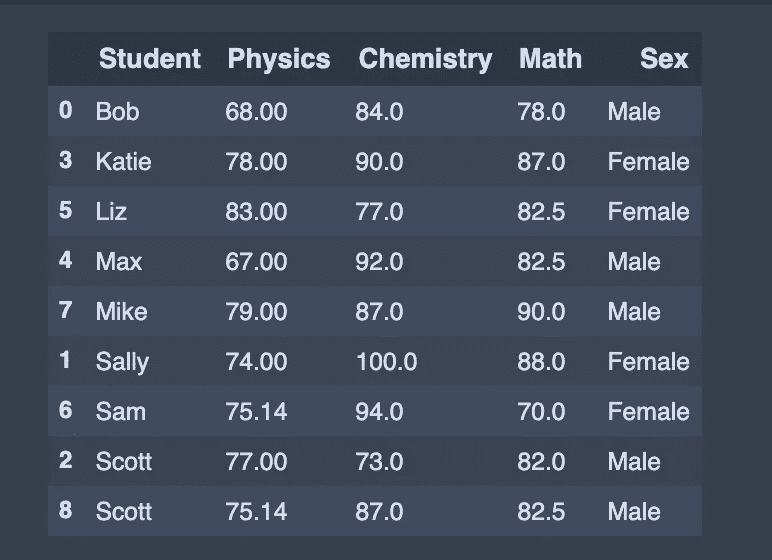 Student Physics Chemistry Math Sex
0 Bob 68.00 84.0 78.0 Male
3 Katie 78.00 90.0 87.0 Female
5 Liz 83.00 77.0 82.5 Female
4 Max 67.00 92.0 82.5 Male
7 Mike 79.00 87.0 90.0 Male
1 Sally 74.00 100.0 88.0 Female
6 Sam 75.14 94.0 70.0 Female
2 Scott 77.00 73.0 82.0 Male
8 Scott 75.14 87.0 82.5 Male